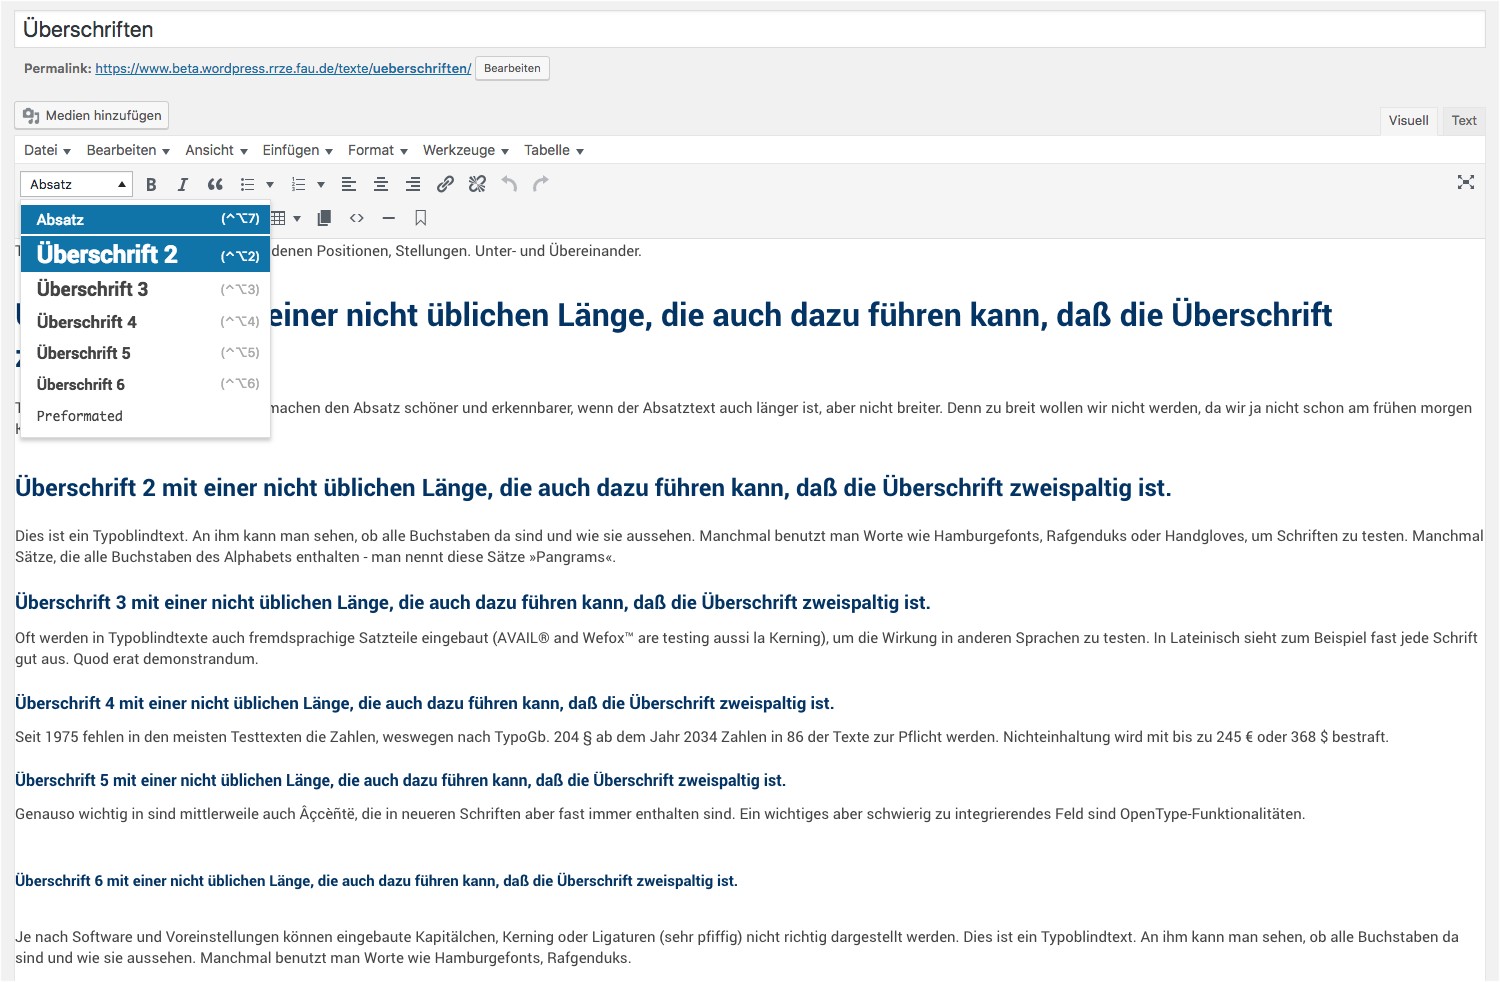 Überschriften
Permalink: https://www.beta.wordpress.rrze.fau.de/texte/ueberschriften/ Bearbeiten
Medien hinzufügen
Visuell Text
Datei Bearbeiten Ansicht Einfügen Format Werkzeuge Tabelle
Absatz B I
Absatz (^⌥7)
Überschrift 2 (^⌥2)
Überschrift 3 (^⌥3)
Überschrift 4 (^⌥4)
Überschrift 5 (^⌥5)
Überschrift 6 (^⌥6)
Preformated
denen Positionen, Stellungen. Unter- und Übereinander.
einer nicht üblichen Länge, die auch dazu führen kann, daß die Überschrift
machen den Absatz schöner und erkennbarer, wenn der Absatztext auch länger ist, aber nicht breiter. Denn zu breit wollen wir nicht werden, da wir ja nicht schon am frühen morgen
Überschrift 2 mit einer nicht üblichen Länge, die auch dazu führen kann, daß die Überschrift zweispaltig ist.
Dies ist ein Typoblindtext. An ihm kann man sehen, ob alle Buchstaben da sind und wie sie aussehen. Manchmal benutzt man Worte wie Hamburgefonts, Rafgenduks oder Handgloves, um Schriften zu testen. Manchmal
Sätze, die alle Buchstaben des Alphabets enthalten - man nennt diese Sätze »Pangrams«.
Überschrift 3 mit einer nicht üblichen Länge, die auch dazu führen kann, daß die Überschrift zweispaltig ist.
Oft werden in Typoblindtexte auch fremdsprachige Satzteile eingebaut (AVAIL® and Wefox™ are testing aussi la Kerning), um die Wirkung in anderen Sprachen zu testen. In Lateinisch sieht zum Beispiel fast jede Schrift
gut aus. Quod erat demonstrandum.
Überschrift 4 mit einer nicht üblichen Länge, die auch dazu führen kann, daß die Überschrift zweispaltig ist.
Seit 1975 fehlen in den meisten Testtexten die Zahlen, weswegen nach TypoGb. 204 § ab dem Jahr 2034 Zahlen in 86 der Texte zur Pflicht werden. Nichteinhaltung wird mit bis zu 245 € oder 368 $ bestraft.
Überschrift 5 mit einer nicht üblichen Länge, die auch dazu führen kann, daß die Überschrift zweispaltig ist.
Genauso wichtig in sind mittlerweile auch Âçcèñtë, die in neueren Schriften aber fast immer enthalten sind. Ein wichtiges aber schwierig zu integrierendes Feld sind OpenType-Funktionalitäten.
Überschrift 6 mit einer nicht üblichen Länge, die auch dazu führen kann, daß die Überschrift zweispaltig ist.
Je nach Software und Voreinstellungen können eingebaute Kapitälchen, Kerning oder Ligaturen (sehr pfiffig) nicht richtig dargestellt werden. Dies ist ein Typoblindtext. An ihm kann man sehen, ob alle Buchstaben da
sind und wie sie aussehen. Manchmal benutzt man Worte wie Hamburgefonts, Rafgenduks.